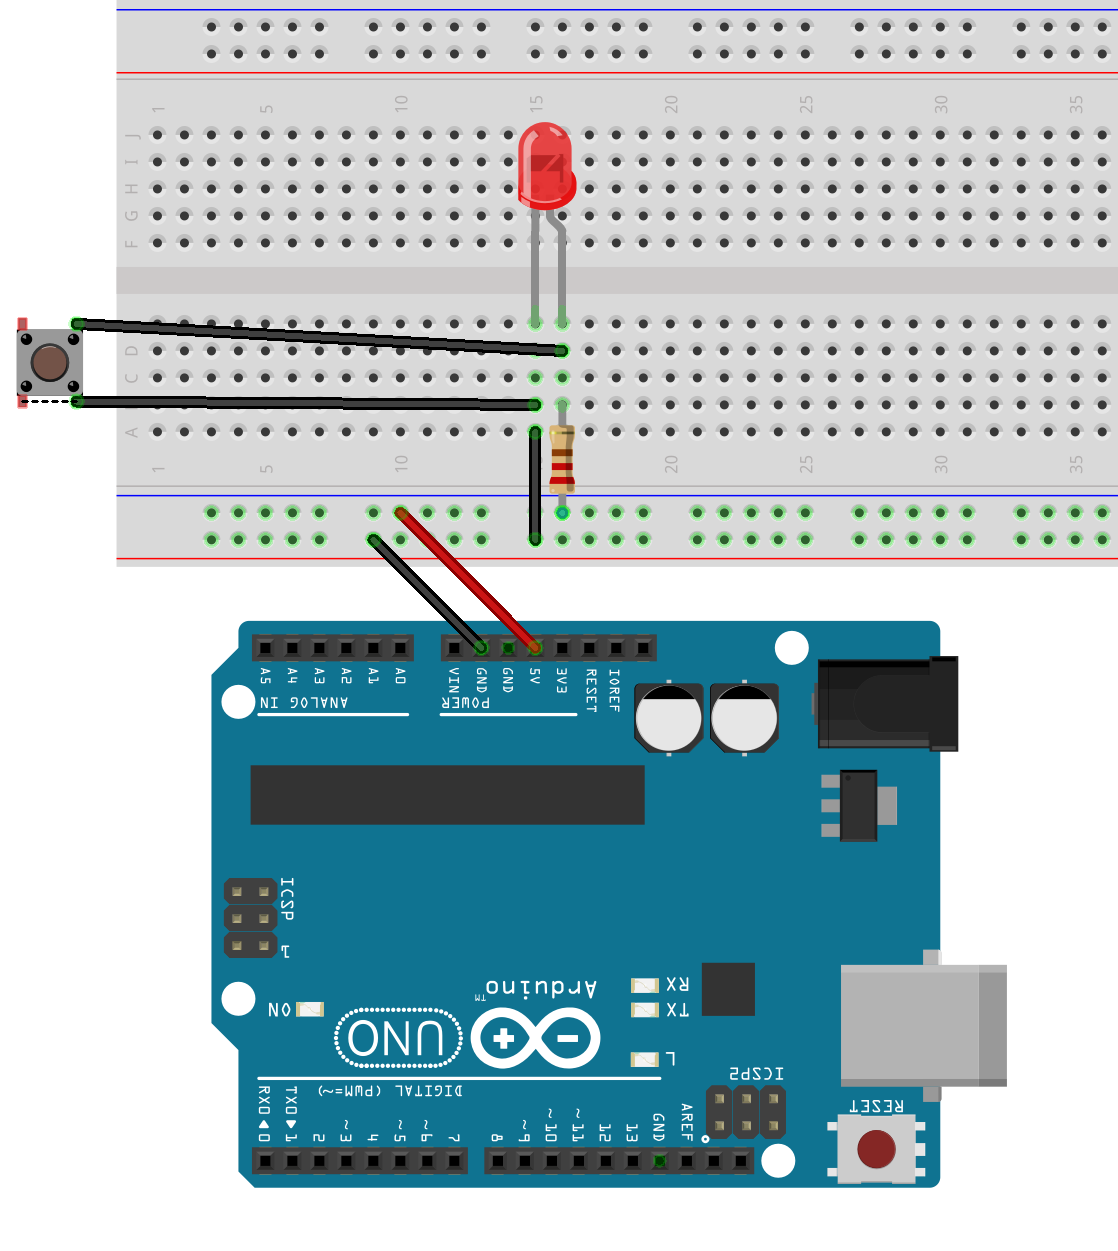 1 5 10 15 20 25 30 35
J
I
H
G
F
D
C
A
1 5 10 20 25 30 35
A5 A4 A3 A2 A1 A0 VIN GND GND 5V 3V3 RESET IOREF
ANALOG IN POWER
ICSP
1
Arduino™
RX
ON UNO TX
L
ICSP2
DIGITAL (PWM=~)
RESET
RX0◀0 TX0▶1 2 ~3 4 ~5 ~6 7 8 ~9 ~10 ~11 12 13 GND AREF